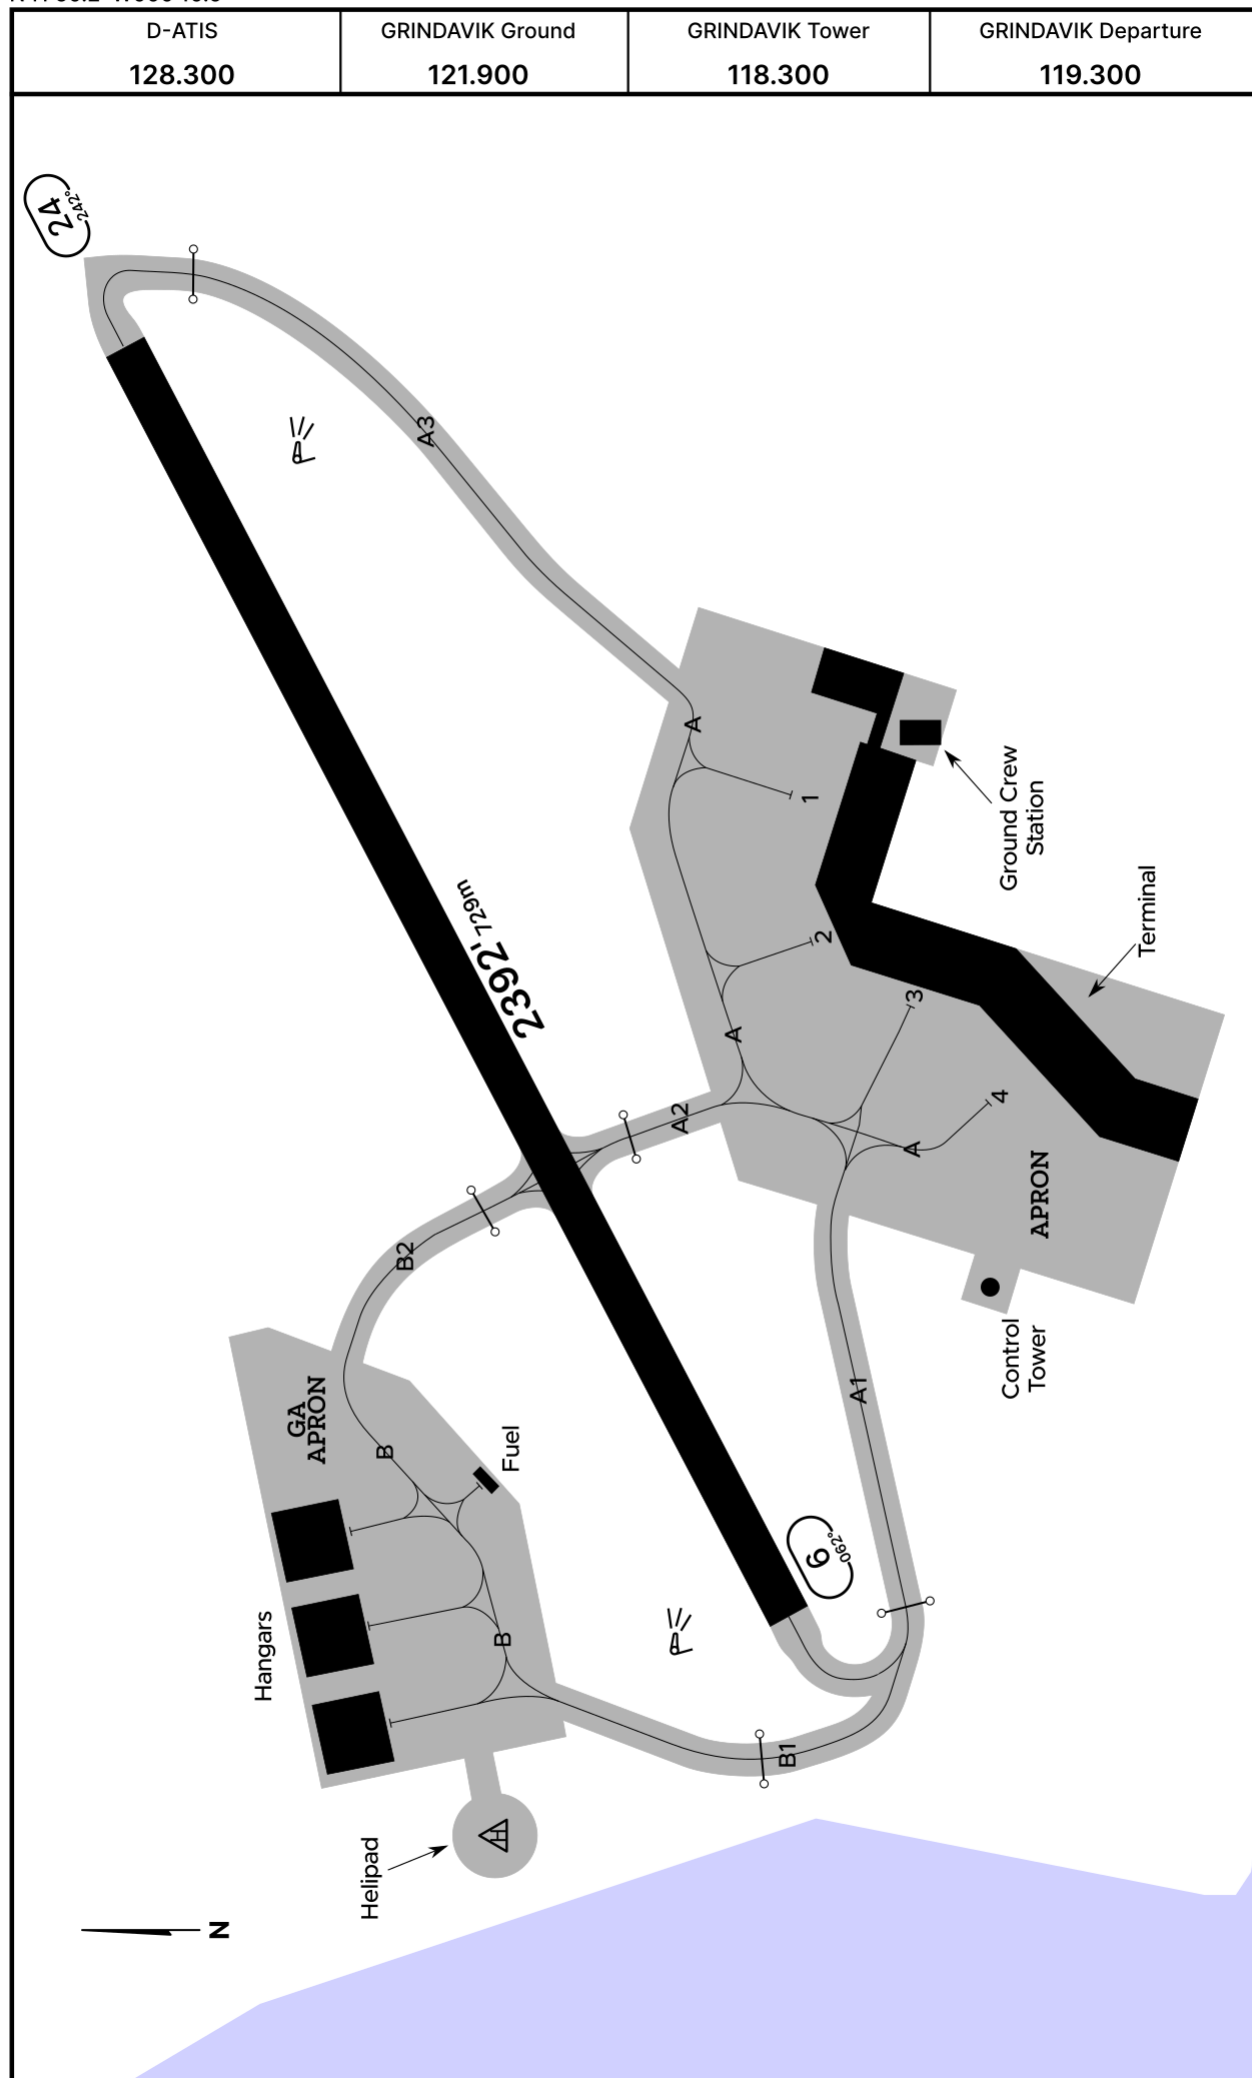 D-ATIS
128.300
GRINDAVIK Ground
121.900
GRINDAVIK Tower
118.300
GRINDAVIK Departure
119.300
24
242°
A3
A
1
Ground Crew
Station
2
Terminal
2392' 729m
3
A
A2
4
A
APRON
B2
Control
Tower
A1
GA
APRON
B
Fuel
6
062°
Hangars
B
B1
Helipad
H
N